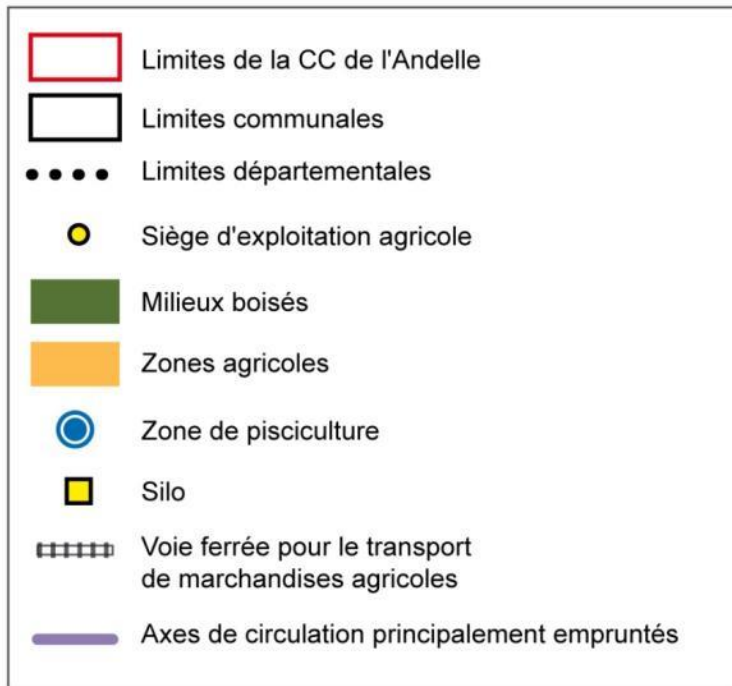 Limites de la CC de l'Andelle
Limites communales
Limites départementales
Siège d'exploitation agricole
Milieux boisés
Zones agricoles
Zone de pisciculture
Silo
Voie ferrée pour le transport
de marchandises agricoles
Axes de circulation principalement empruntés